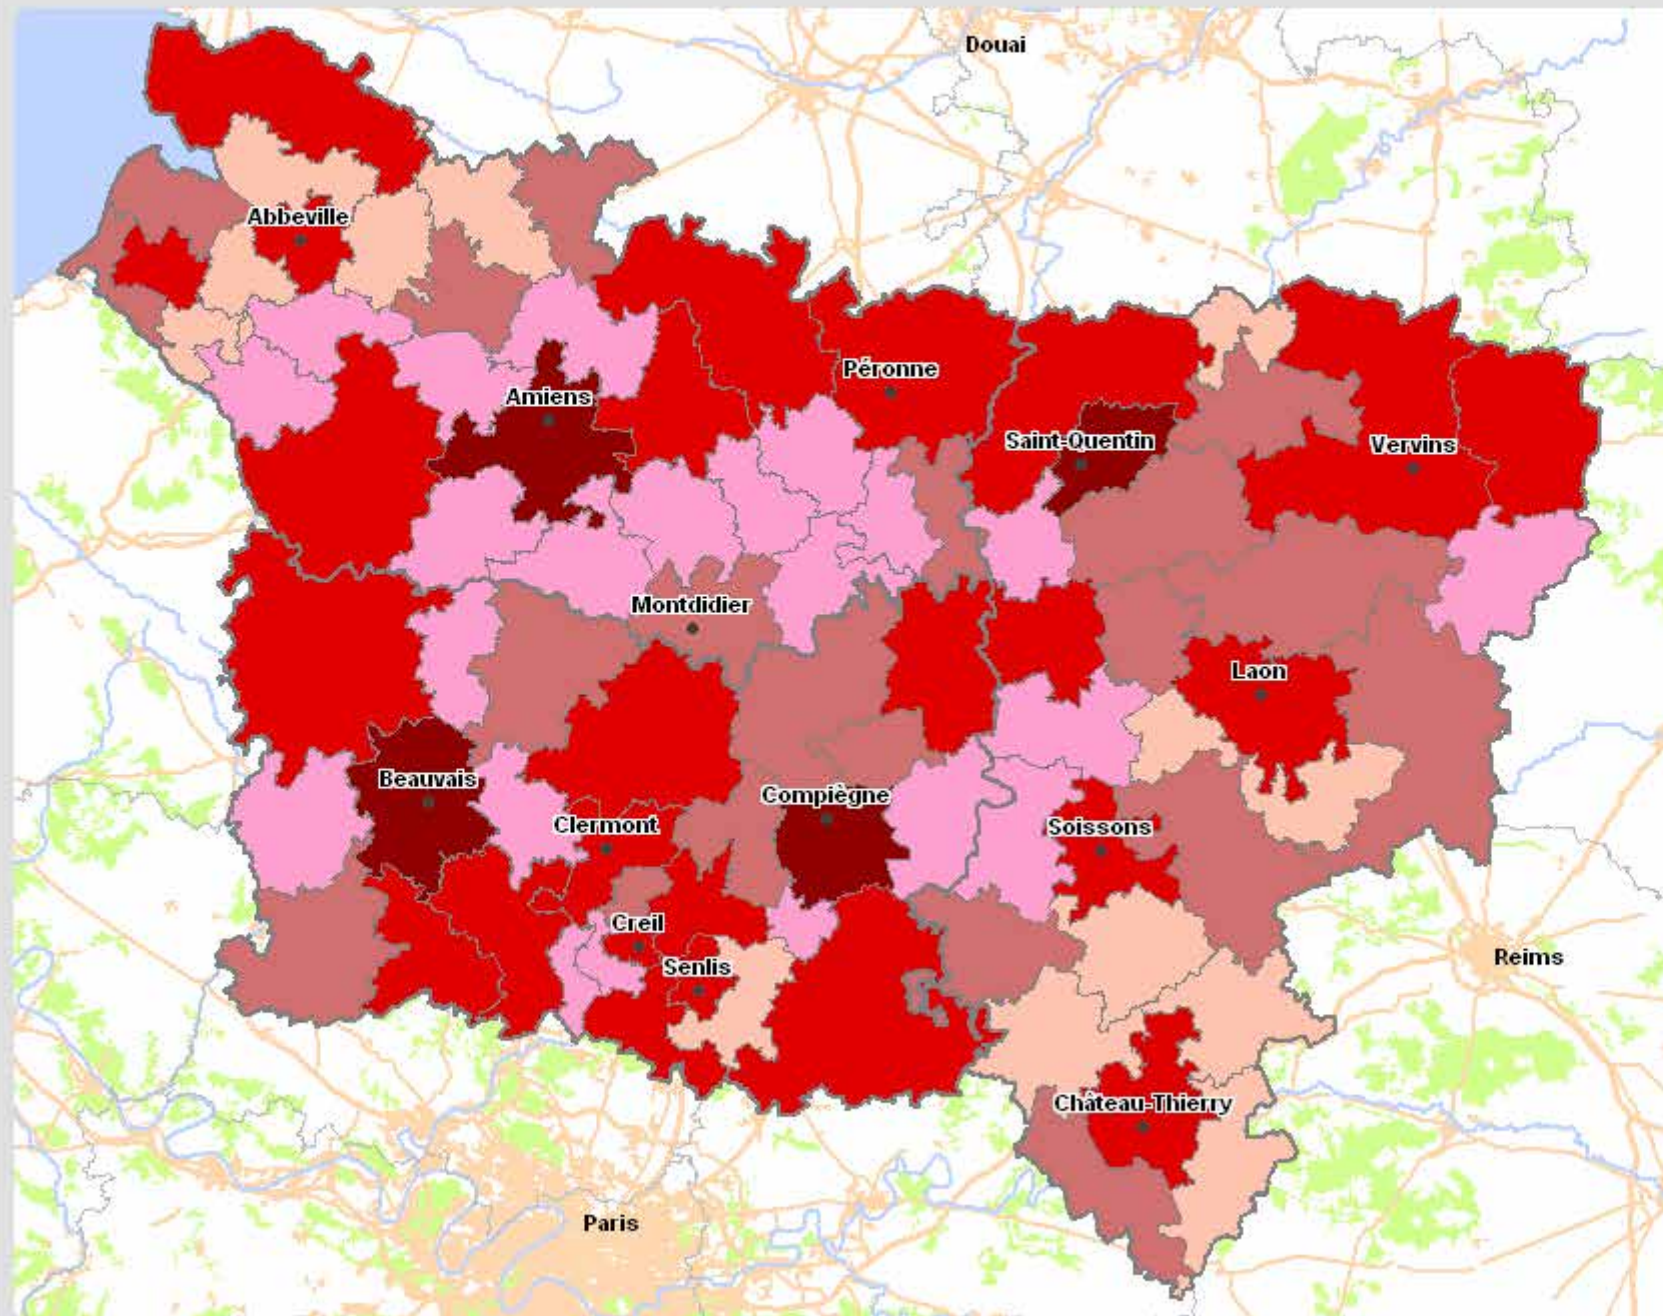 Douai
Abbeville
Péronne
Amiens
Saint-Quentin
Vervins
Montdidier
Laon
Beauvais
Compiègne
Clermont
Soissons
Creil
Senlis
Reims
Château-Thierry
Paris